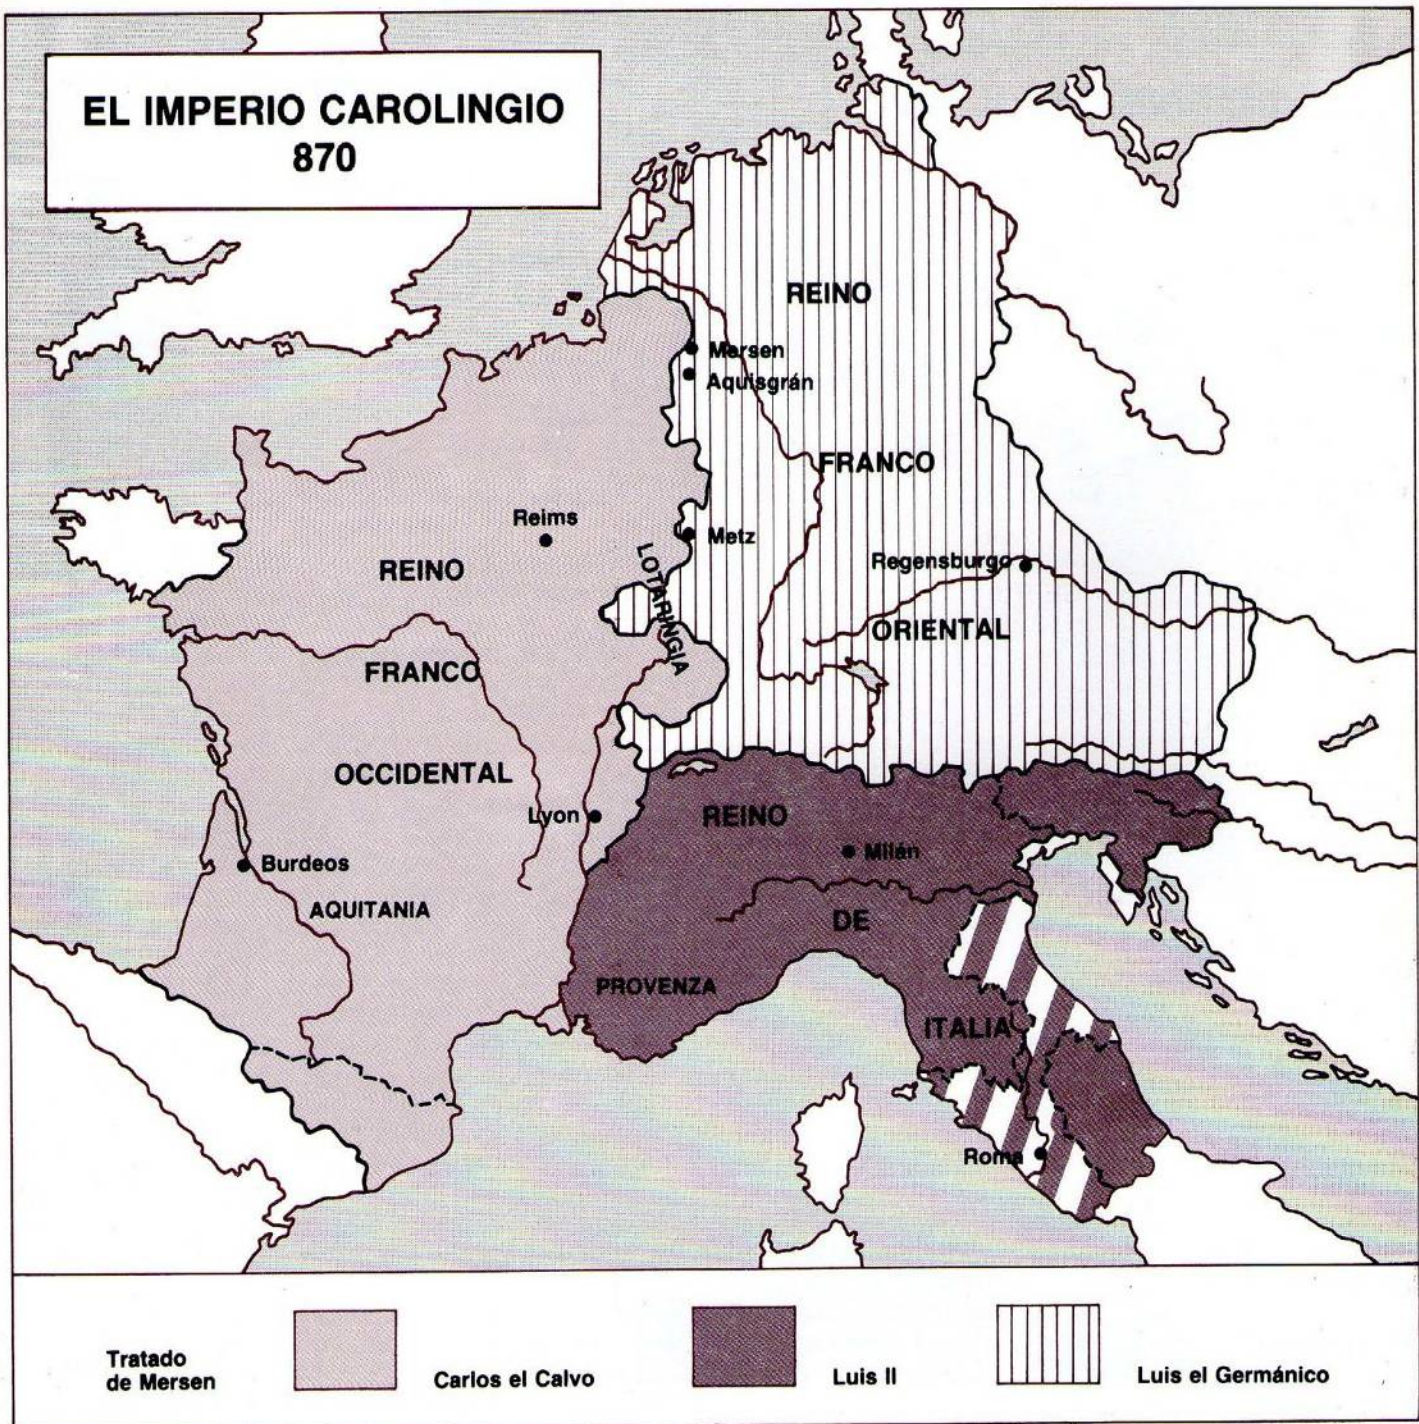 EL IMPERIO CAROLINGIO
870
REINO
Mersen
Aquisgrán
FRANCO
Reims
Metz
LOTARINGIA
REINO
Regensburgo
ORIENTAL
FRANCO
OCCIDENTAL
Lyon
REINO
Milán
Burdeos
AQUITANIA
DE
PROVENZA
ITALIA
Roma
Tratado
de Mersen
Carlos el Calvo
Luis II
Luis el Germánico